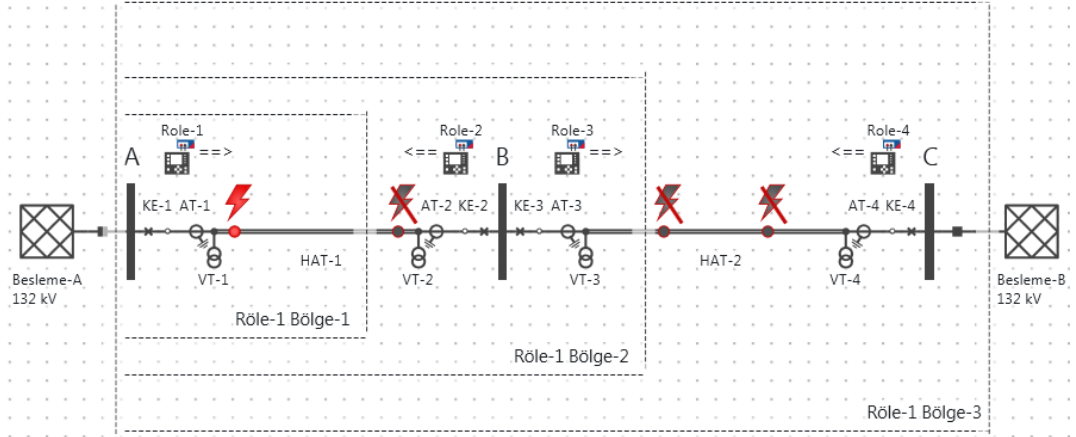 Role-1
Role-2
Role-3
Role-4
A
==>
<==
B
==>
<==
C
KE-1
AT-1
AT-2
KE-2
KE-3
AT-3
AT-4
KE-4
Besleme-A
132 kV
VT-1
HAT-1
VT-2
VT-3
HAT-2
VT-4
Besleme-B
132 kV
Röle-1 Bölge-1
Röle-1 Bölge-2
Röle-1 Bölge-3